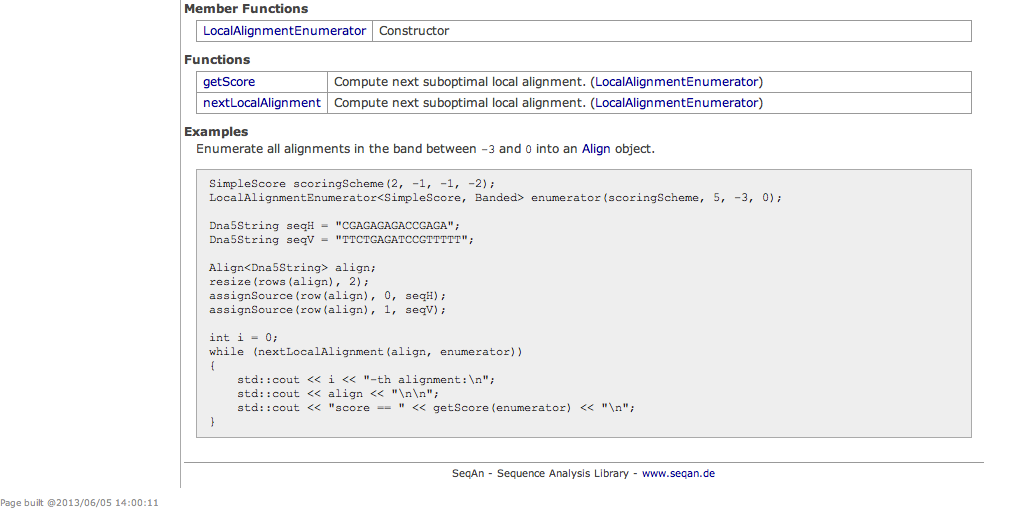 Member Functions
LocalAlignmentEnumerator Constructor
Functions
getScore Compute next suboptimal local alignment. (LocalAlignmentEnumerator)
nextLocalAlignment Compute next suboptimal local alignment. (LocalAlignmentEnumerator)
Examples
Enumerate all alignments in the band between -3 and 0 into an Align object.
SimpleScore scoringScheme(2, -1, -1, -2);
LocalAlignmentEnumerator<SimpleScore, Banded> enumerator(scoringScheme, 5, -3, 0);
Dna5String seqH = "CGAGAGAGACCGAGA";
Dna5String seqV = "TTCTGAGATCCGTTTTT";
Align<Dna5String> align;
resize(rows(align), 2);
assignSource(row(align), 0, seqH);
assignSource(row(align), 1, seqV);
int i = 0;
while (nextLocalAlignment(align, enumerator))
{
    std::cout << i << "-th alignment:\n";
    std::cout << align << "\n\n";
    std::cout << "score == " << getScore(enumerator) << "\n";
}
SeqAn - Sequence Analysis Library - www.seqan.de
Page built @2013/06/05 14:00:11